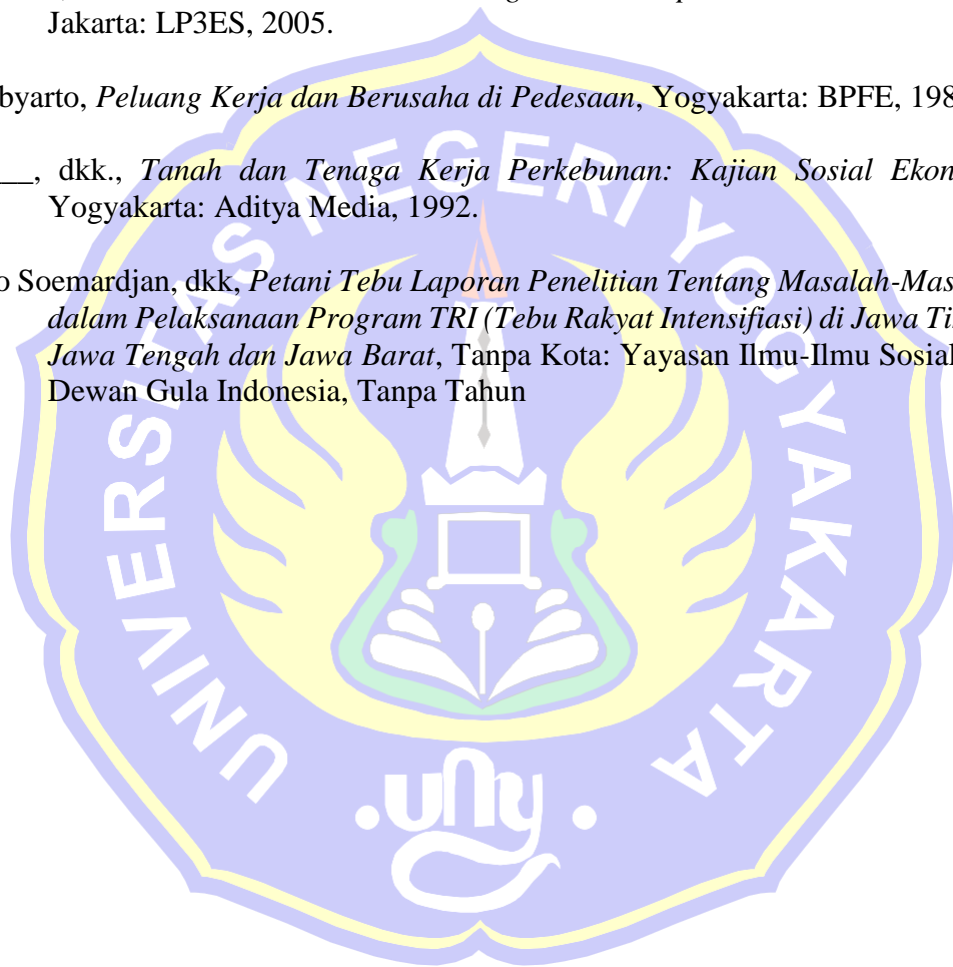 Jakarta: LP3ES, 2005.
byarto, Peluang Kerja dan Berusaha di Pedesaan, Yogyakarta: BPFE, 198
__, dkk., Tanah dan Tenaga Kerja Perkebunan: Kajian Sosial Ekon
Yogyakarta: Aditya Media, 1992.
o Soemardjan, dkk, Petani Tebu Laporan Penelitian Tentang Masalah-Mas
dalam Pelaksanaan Program TRI (Tebu Rakyat Intensifiasi) di Jawa Ti
Jawa Tengah dan Jawa Barat, Tanpa Kota: Yayasan Ilmu-Ilmu Sosial
Dewan Gula Indonesia, Tanpa Tahun
UNIVERSITAS NEGERI YOGYAKARTA
uny